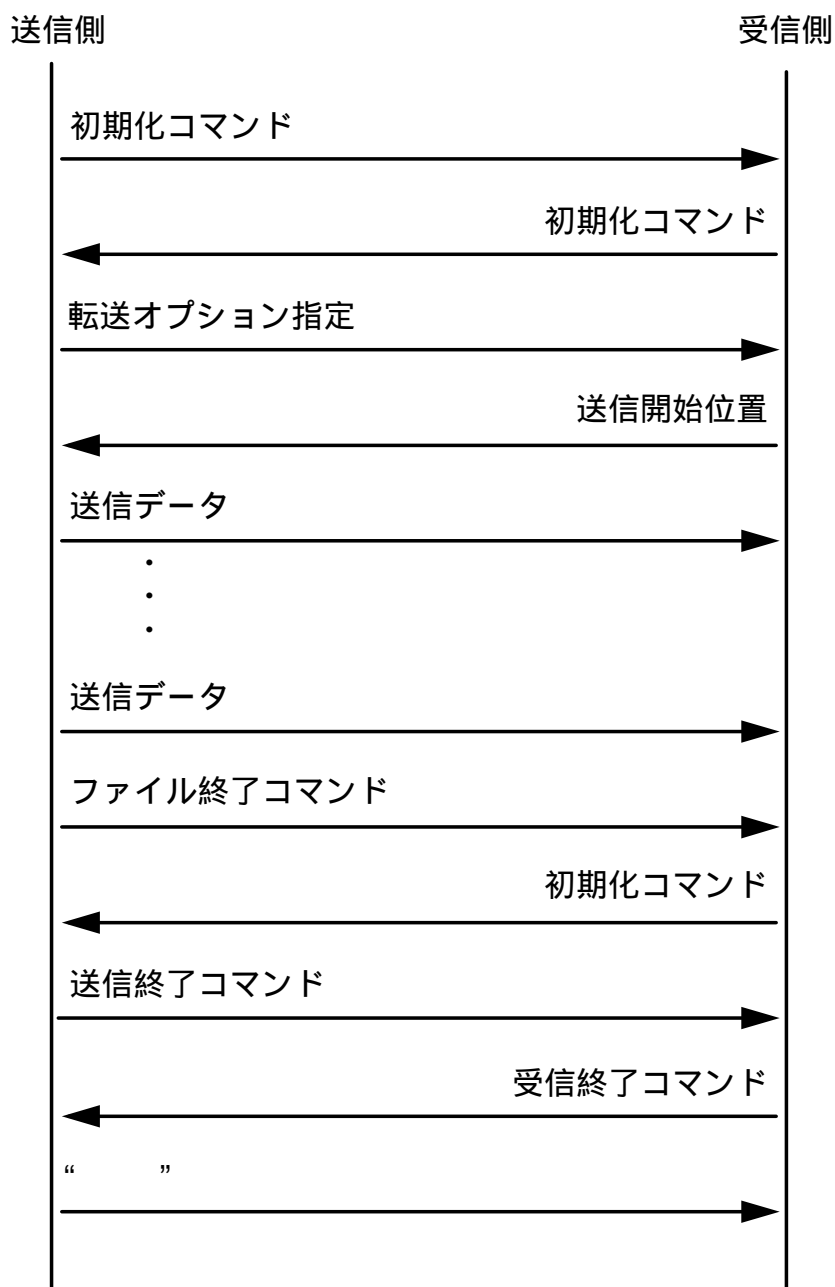 送信側
受信側
初期化コマンド
初期化コマンド
転送オプション指定
送信開始位置
送信データ
・
・
・
送信データ
ファイル終了コマンド
初期化コマンド
送信終了コマンド
受信終了コマンド
“　　　”